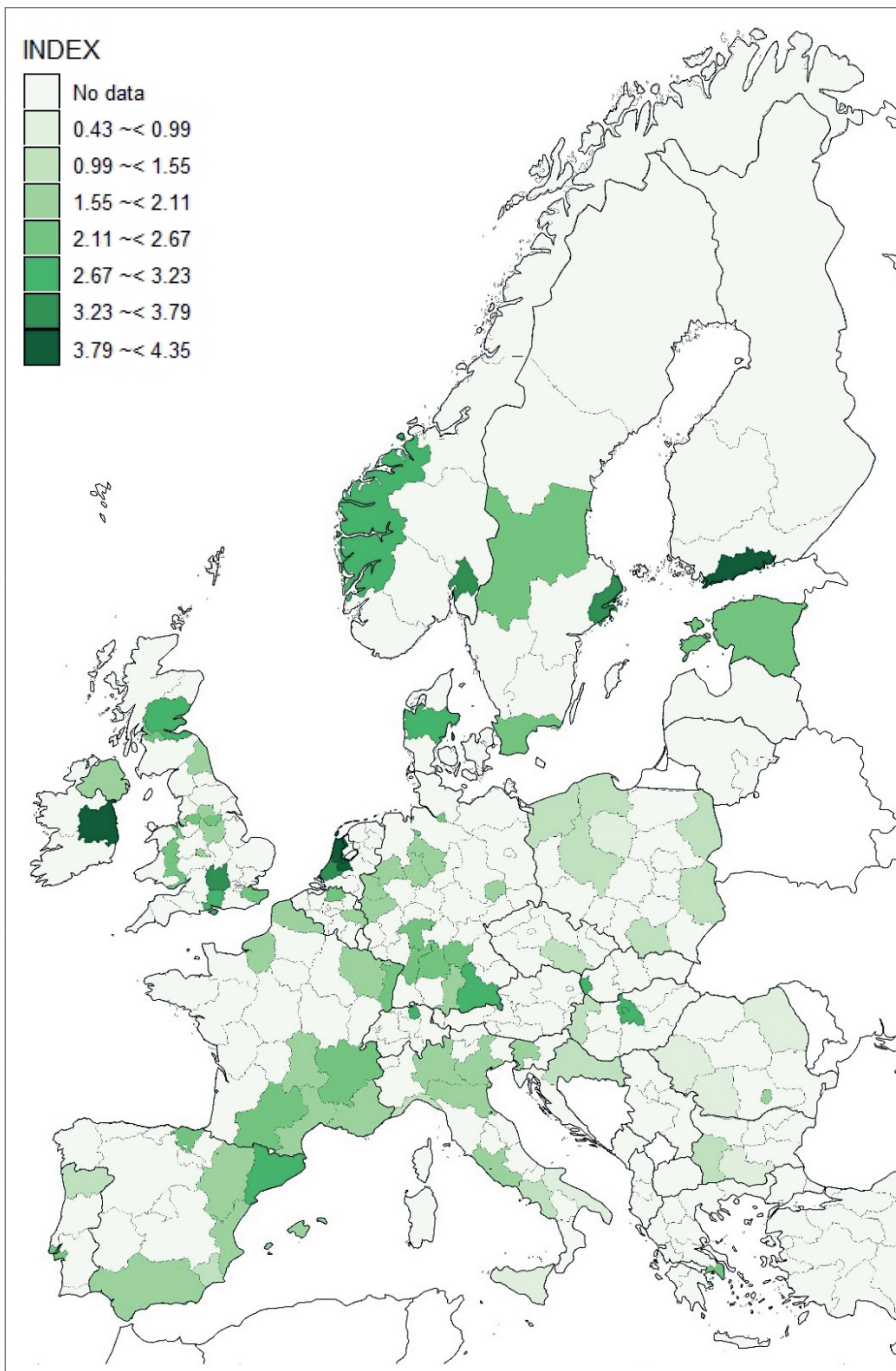 INDEX
No data
0.43 ~< 0.99
0.99 ~< 1.55
1.55 ~< 2.11
2.11 ~< 2.67
2.67 ~< 3.23
3.23 ~< 3.79
3.79 ~< 4.35